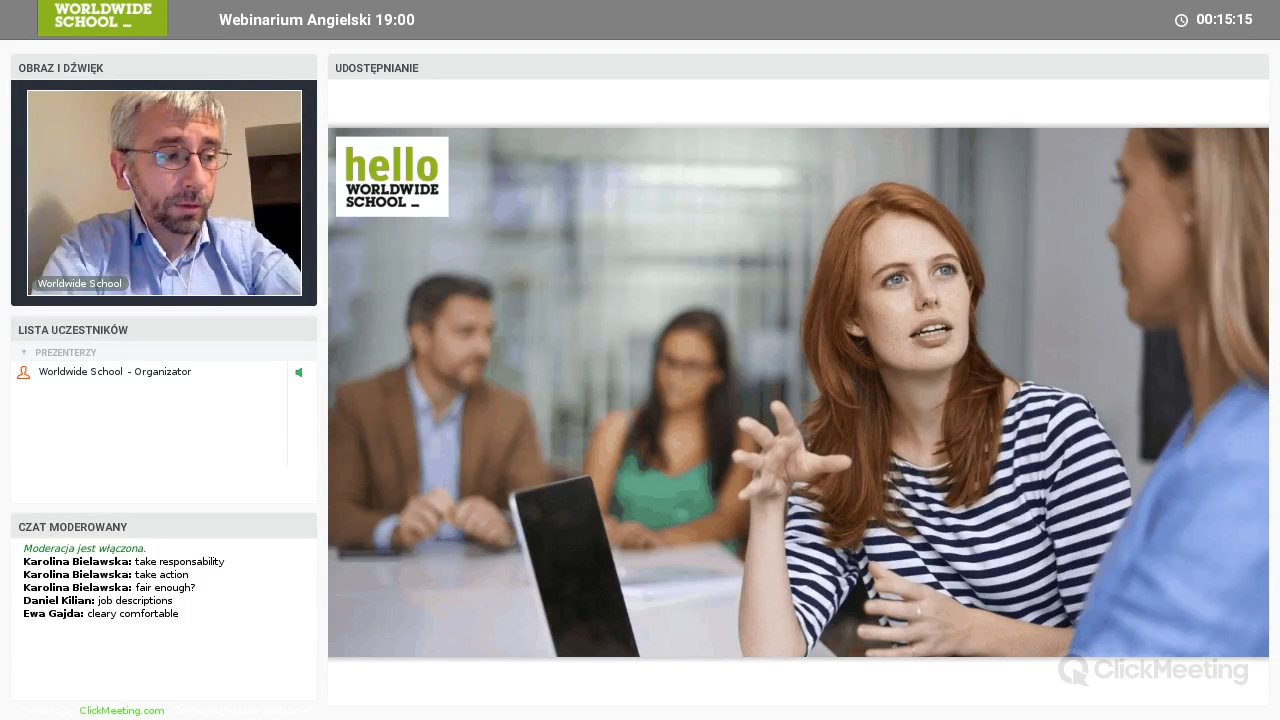 WORLDWIDE
SCHOOL _
Webinarium Angielski 19:00
00:15:15
OBRAZ I DŹWIĘK
Worldwide School
LISTA UCZESTNIKÓW
PREZENTERZY
Worldwide School - Organizator
CZAT MODEROWANY
Moderacja jest włączona.
Karolina Bielawska: take responsability
Karolina Bielawska: take action
Karolina Bielawska: fair enough?
Daniel Kilian: job descriptions
Ewa Gajda: cleary comfortable
ClickMeeting.com
UDOSTĘPNIANIE
hello
WORLDWIDE
SCHOOL _
ClickMeeting